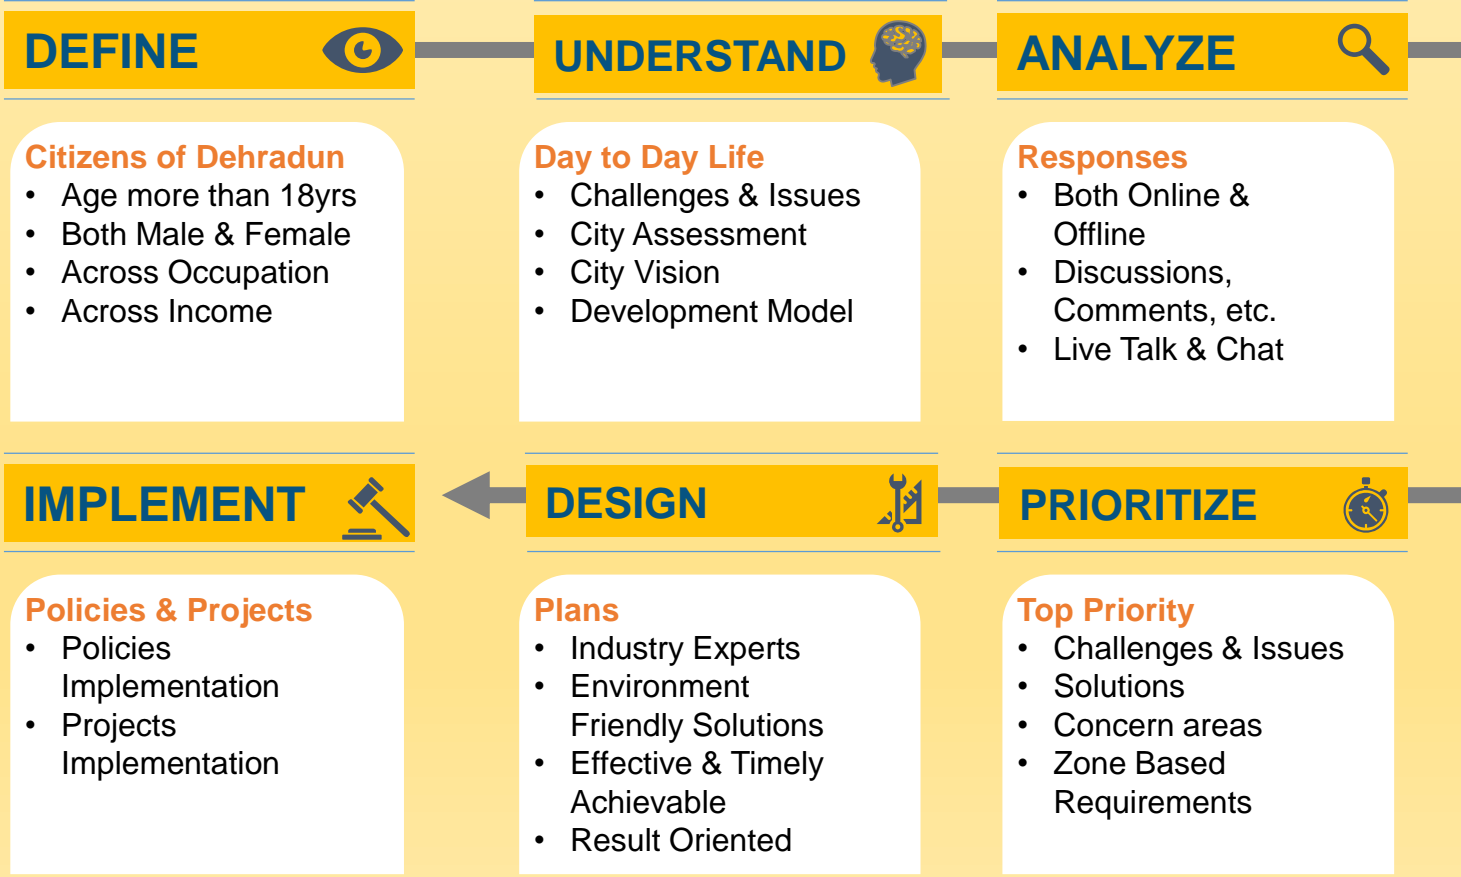 DEFINE
UNDERSTAND
ANALYZE
Citizens of Dehradun
• Age more than 18yrs
• Both Male & Female
• Across Occupation
• Across Income
Day to Day Life
• Challenges & Issues
• City Assessment
• City Vision
• Development Model
Responses
• Both Online &
Offline
• Discussions,
Comments, etc.
• Live Talk & Chat
IMPLEMENT
DESIGN
PRIORITIZE
Policies & Projects
• Policies
Implementation
• Projects
Implementation
Plans
• Industry Experts
• Environment
Friendly Solutions
• Effective & Timely
Achievable
• Result Oriented
Top Priority
• Challenges & Issues
• Solutions
• Concern areas
• Zone Based
Requirements